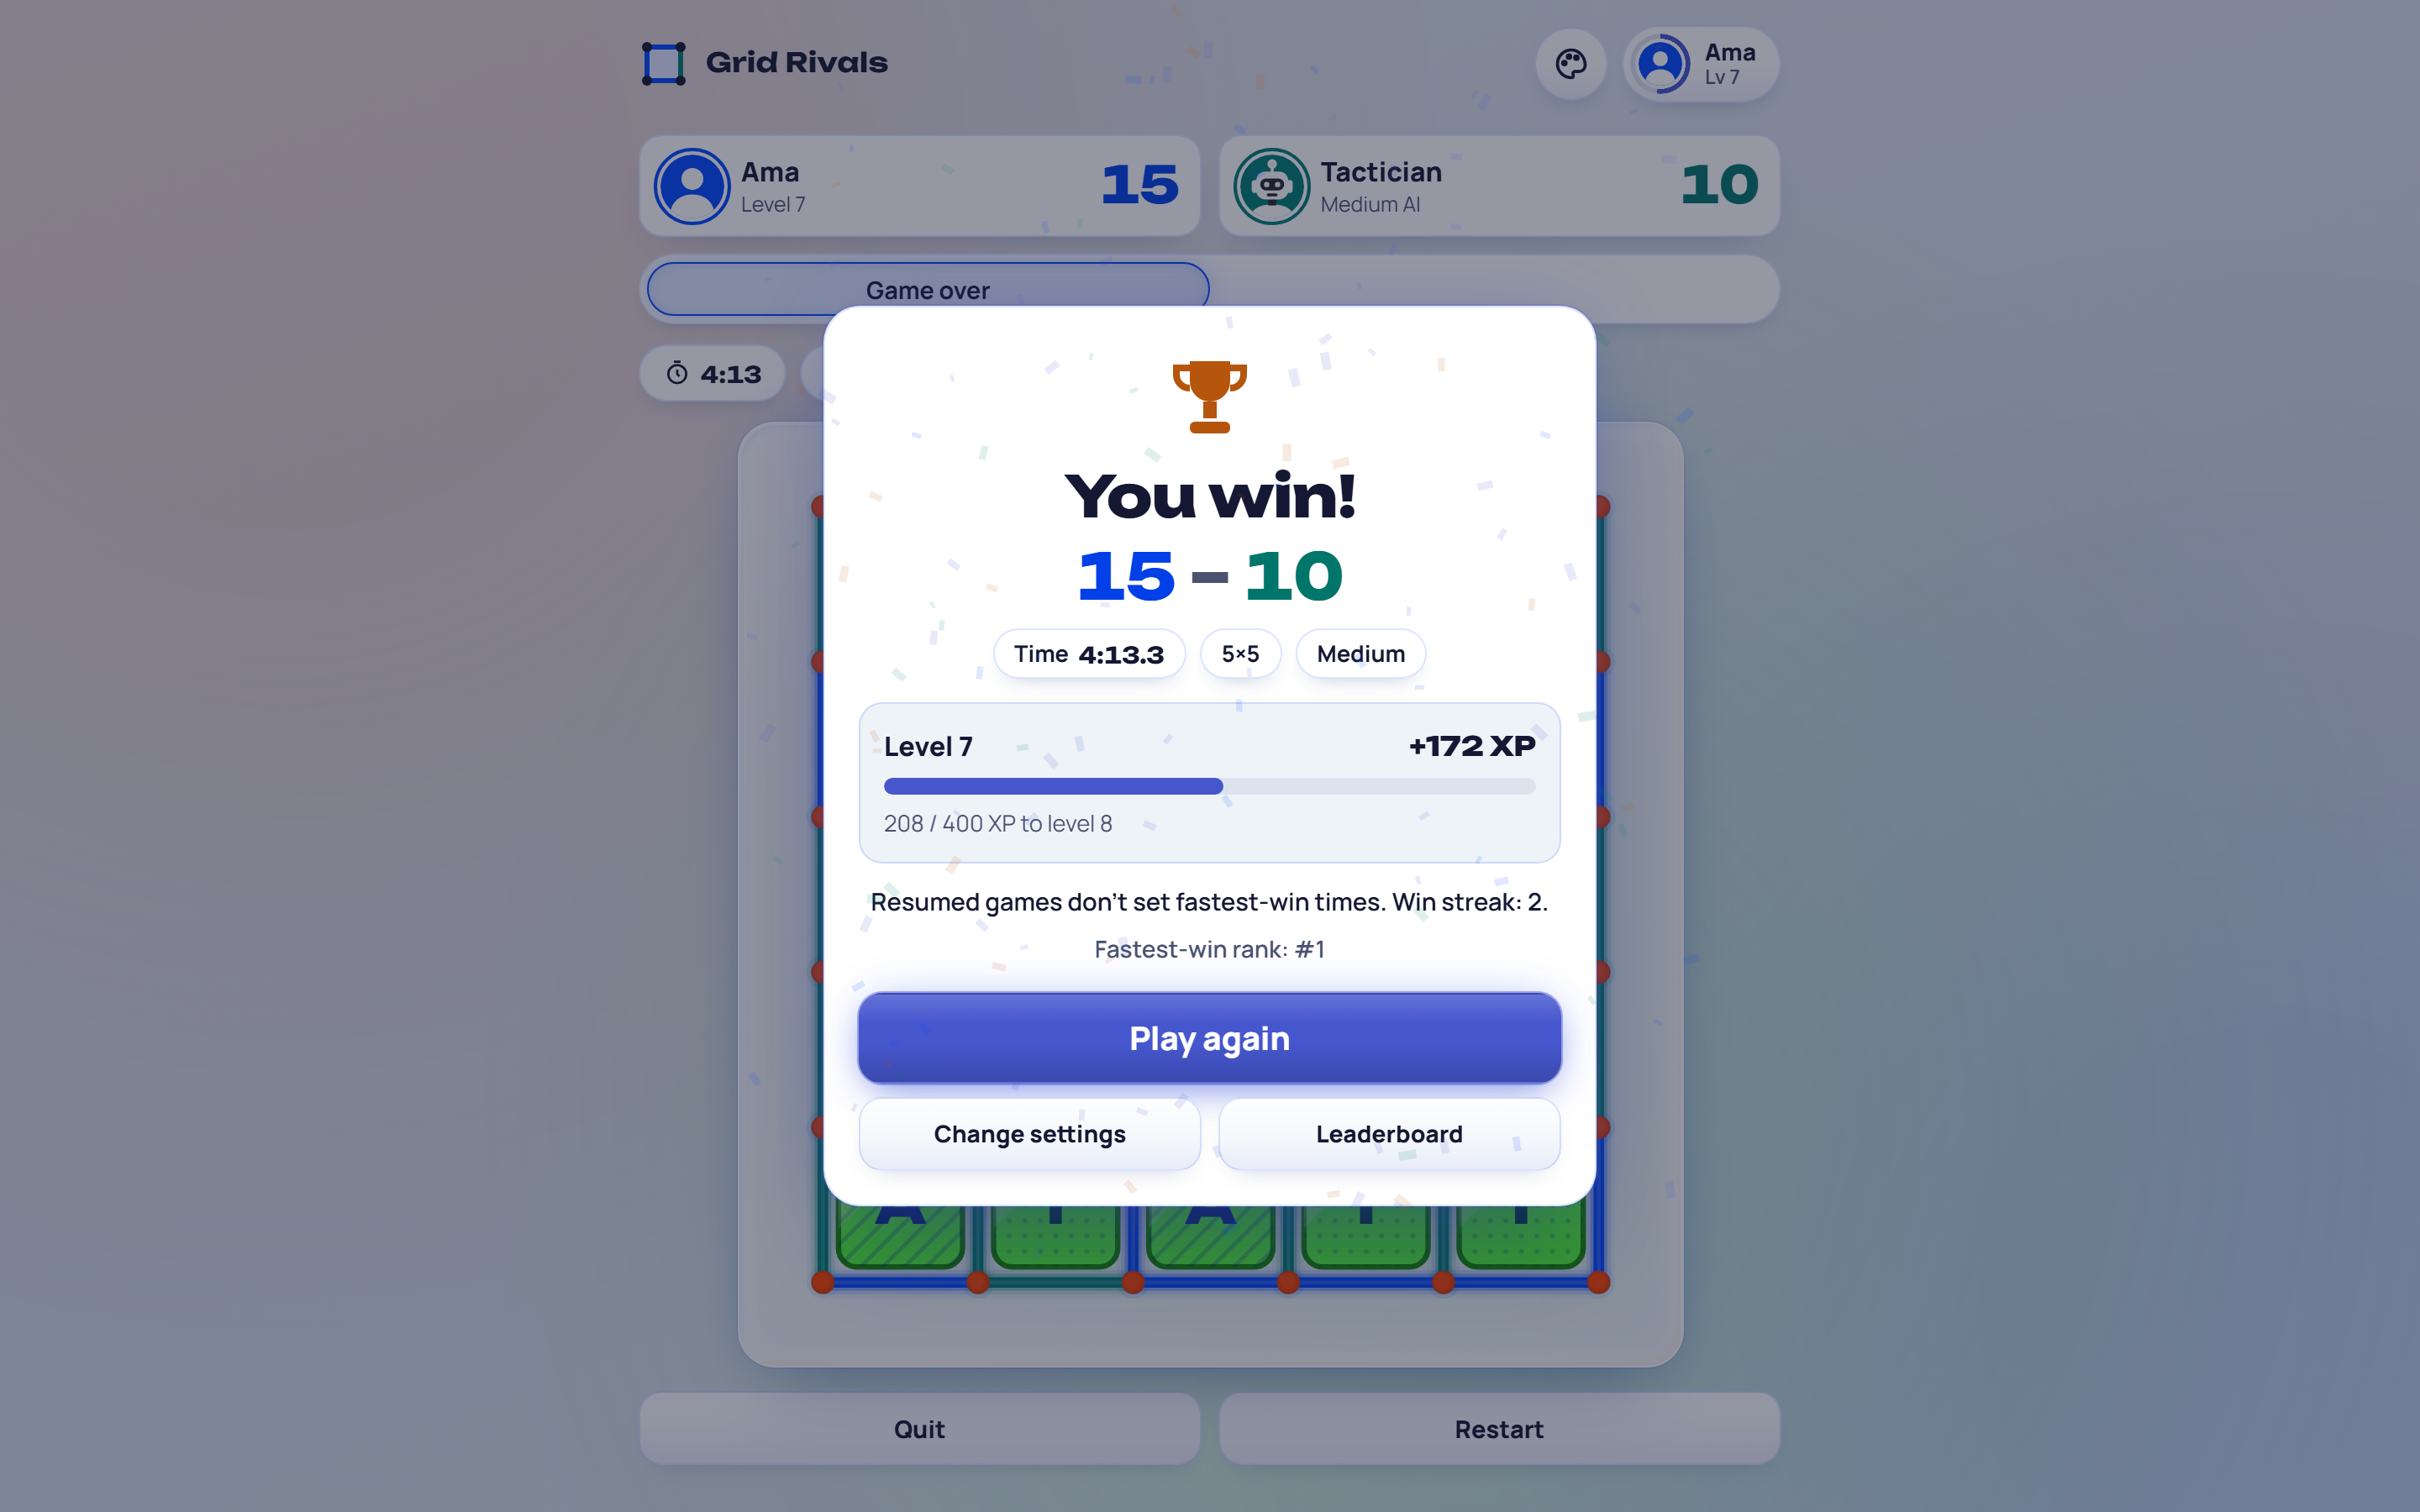 Grid Rivals
Ama
Lv 7
Ama
Level 7
15
Tactician
Medium AI
10
Game over
4:13
You win!
15 – 10
Time 4:13.3
5×5
Medium
Level 7
+172 XP
208 / 400 XP to level 8
Resumed games don’t set fastest-win times. Win streak: 2.
Fastest-win rank: #1
Play again
Change settings
Leaderboard
Quit
Restart